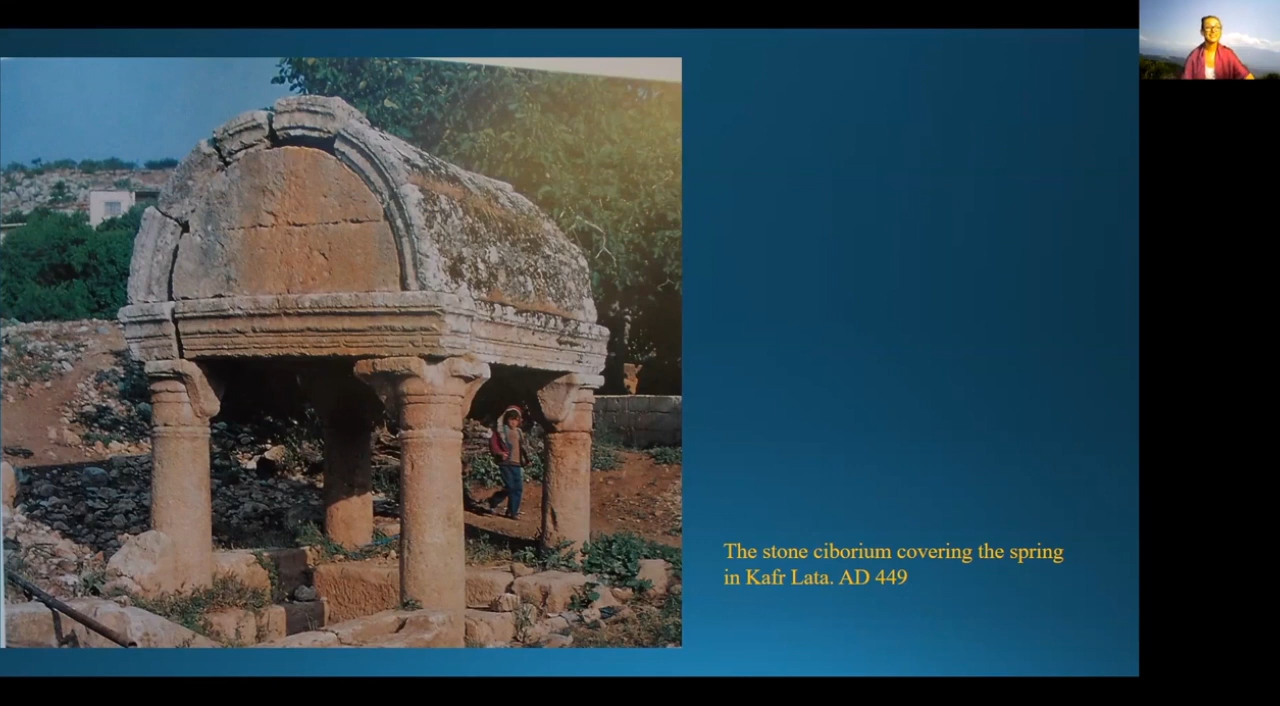 The stone ciborium covering the spring
in Kafr Lata. AD 449